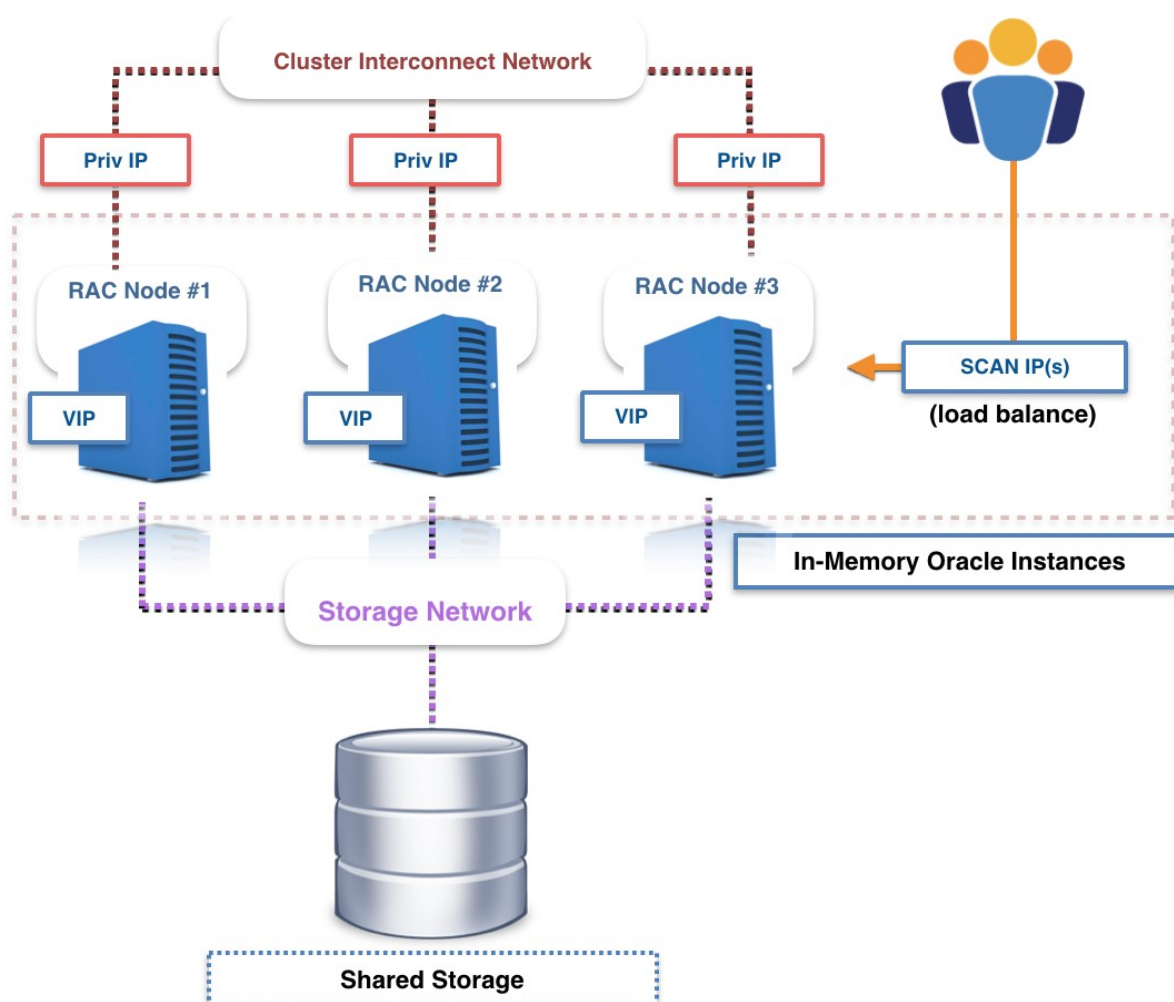 Cluster Interconnect Network
Priv IP
Priv IP
Priv IP
RAC Node #1
RAC Node #2
RAC Node #3
VIP
VIP
VIP
SCAN IP(s)
(load balance)
In-Memory Oracle Instances
Storage Network
Shared Storage